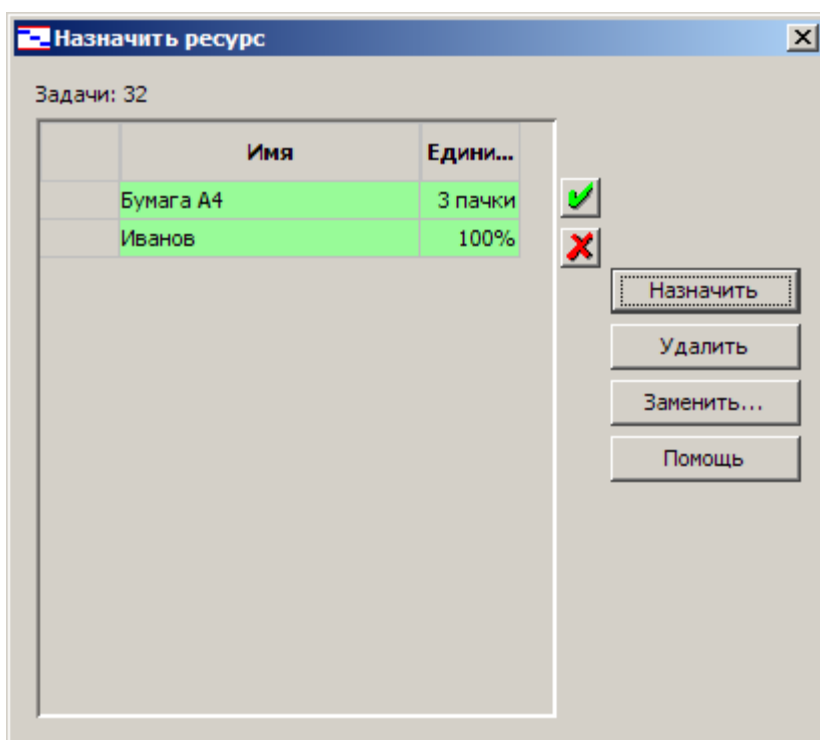 Назначить ресурс
Задачи: 32
Имя Едини...
Бумага А4 3 пачки
Иванов 100%
Назначить
Удалить
Заменить...
Помощь